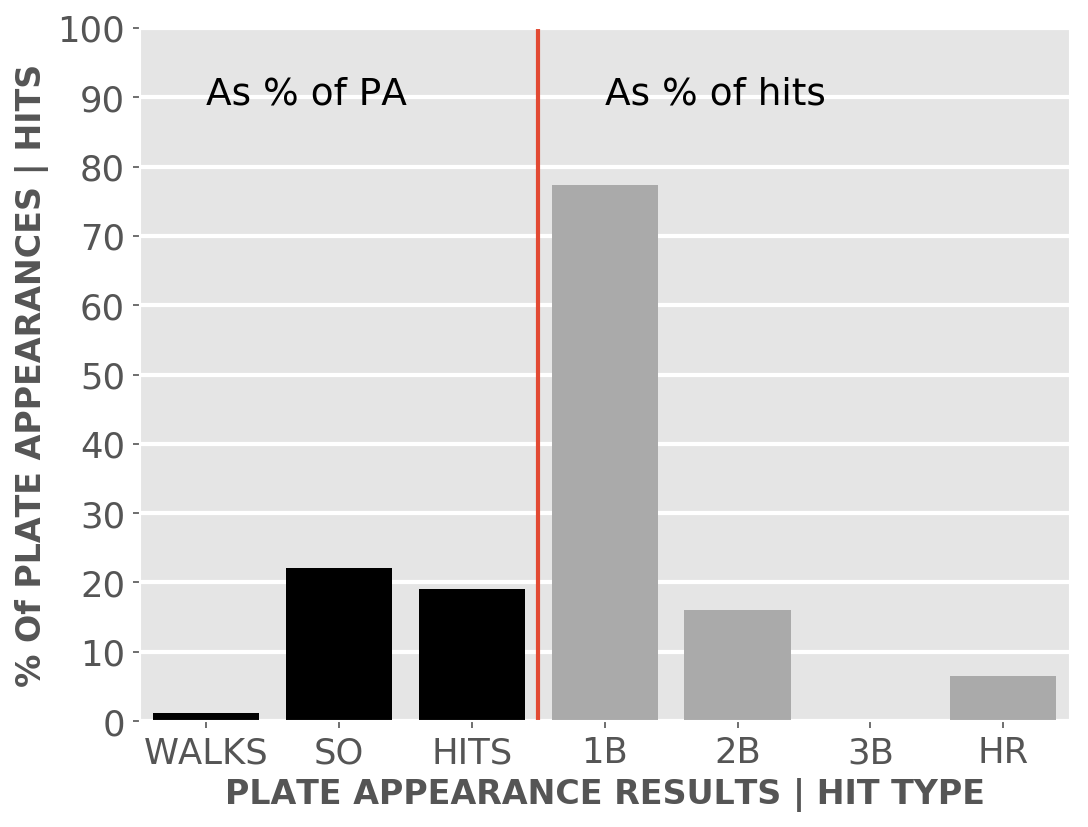 % Of PLATE APPEARANCES | HITS
100
90
80
70
60
50
40
30
20
10
0
As % of PA
As % of hits
WALKS SO HITS 1B 2B 3B HR
PLATE APPEARANCE RESULTS | HIT TYPE